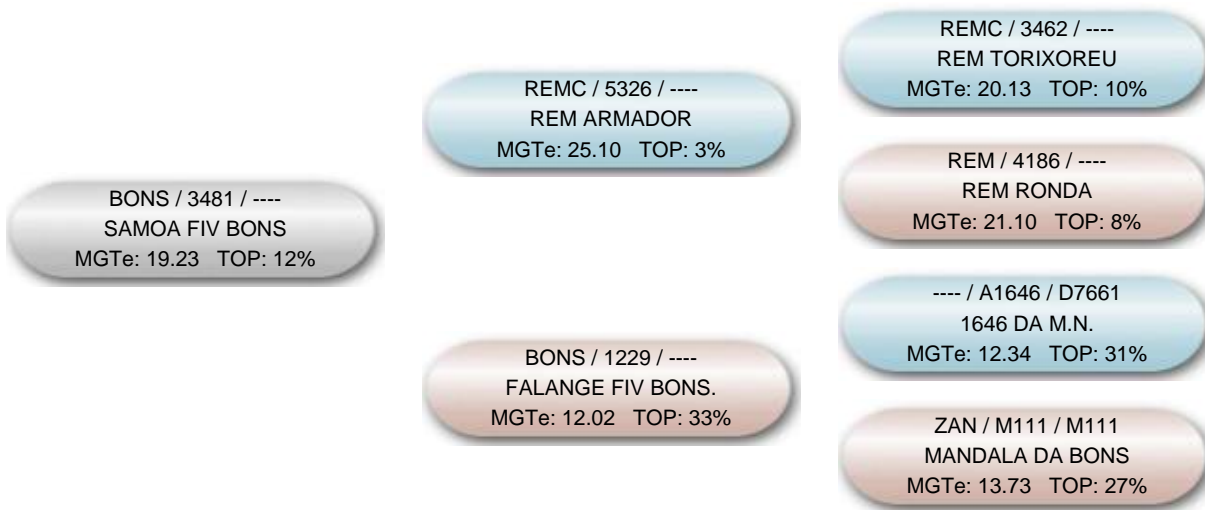 BONS / 3481 / ----
SAMOA FIV BONS
MGTe: 19.23 TOP: 12%
REMC / 5326 / ----
REM ARMADOR
MGTe: 25.10 TOP: 3%
BONS / 1229 / ----
FALANGE FIV BONS.
MGTe: 12.02 TOP: 33%
REMC / 3462 / ----
REM TORIXOREU
MGTe: 20.13 TOP: 10%
REM / 4186 / ----
REM RONDA
MGTe: 21.10 TOP: 8%
---- / A1646 / D7661
1646 DA M.N.
MGTe: 12.34 TOP: 31%
ZAN / M111 / M111
MANDALA DA BONS
MGTe: 13.73 TOP: 27%